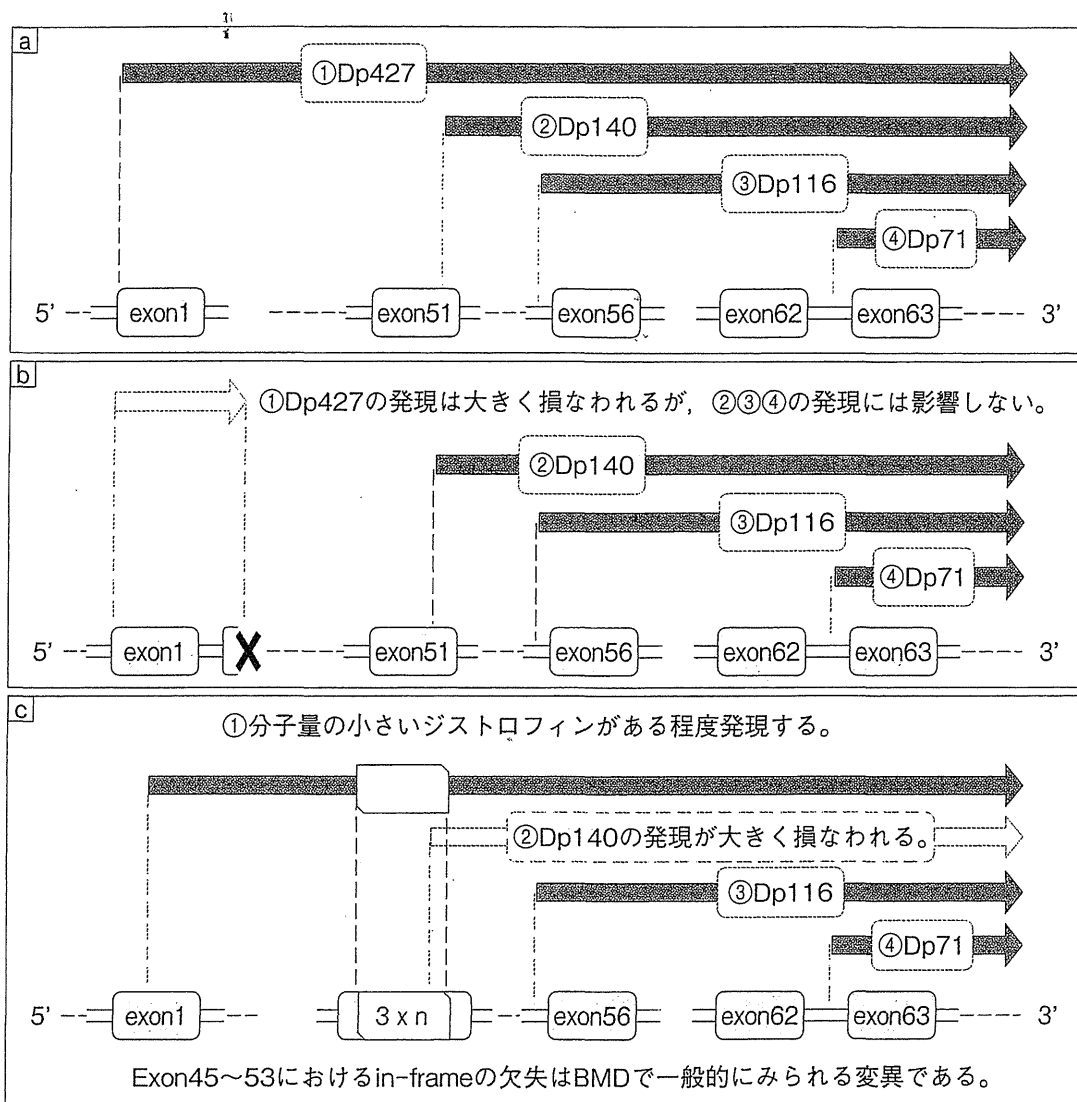 a
①Dp427
②Dp140
③Dp116
④Dp71
5’ exon1 exon51 exon56 exon62 exon63 3’
b
①Dp427の発現は大きく損なわれるが，②③④の発現には影響しない。
②Dp140
③Dp116
④Dp71
5’ exon1 X exon51 exon56 exon62 exon63 3’
c
①分子量の小さいジストロフィンがある程度発現する。
②Dp140の発現が大きく損なわれる。
③Dp116
④Dp71
5’ exon1 3 x n exon56 exon62 exon63 3’
Exon45～53におけるin-frameの欠失はBMDで一般的にみられる変異である。